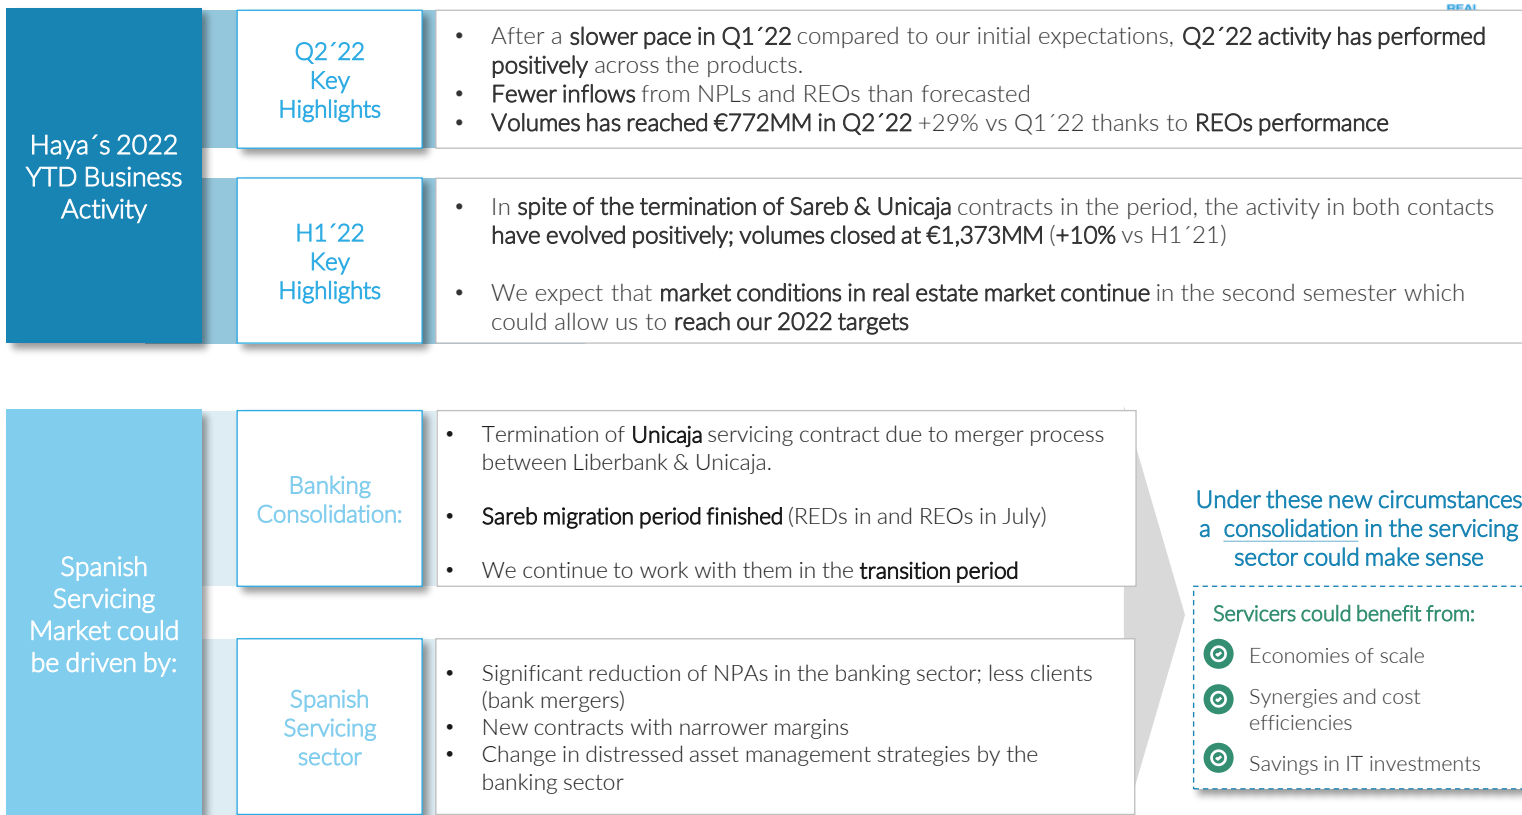 REAL
Haya´s 2022
YTD Business
Activity
Q2´22
Key
Highlights
• After a slower pace in Q1´22 compared to our initial expectations, Q2´22 activity has performed
positively across the products.
• Fewer inflows from NPLs and REOs than forecasted
• Volumes has reached €772MM in Q2´22 +29% vs Q1´22 thanks to REOs performance
H1´22
Key
Highlights
• In spite of the termination of Sareb & Unicaja contracts in the period, the activity in both contacts
have evolved positively; volumes closed at €1,373MM (+10% vs H1´21)
• We expect that market conditions in real estate market continue in the second semester which
could allow us to reach our 2022 targets
Spanish
Servicing
Market could
be driven by:
Banking
Consolidation:
• Termination of Unicaja servicing contract due to merger process
between Liberbank & Unicaja.
• Sareb migration period finished (REDs in and REOs in July)
• We continue to work with them in the transition period
Spanish
Servicing
sector
• Significant reduction of NPAs in the banking sector; less clients
(bank mergers)
• New contracts with narrower margins
• Change in distressed asset management strategies by the
banking sector
Under these new circumstances
a consolidation in the servicing
sector could make sense
Servicers could benefit from:
Economies of scale
Synergies and cost
efficiencies
Savings in IT investments